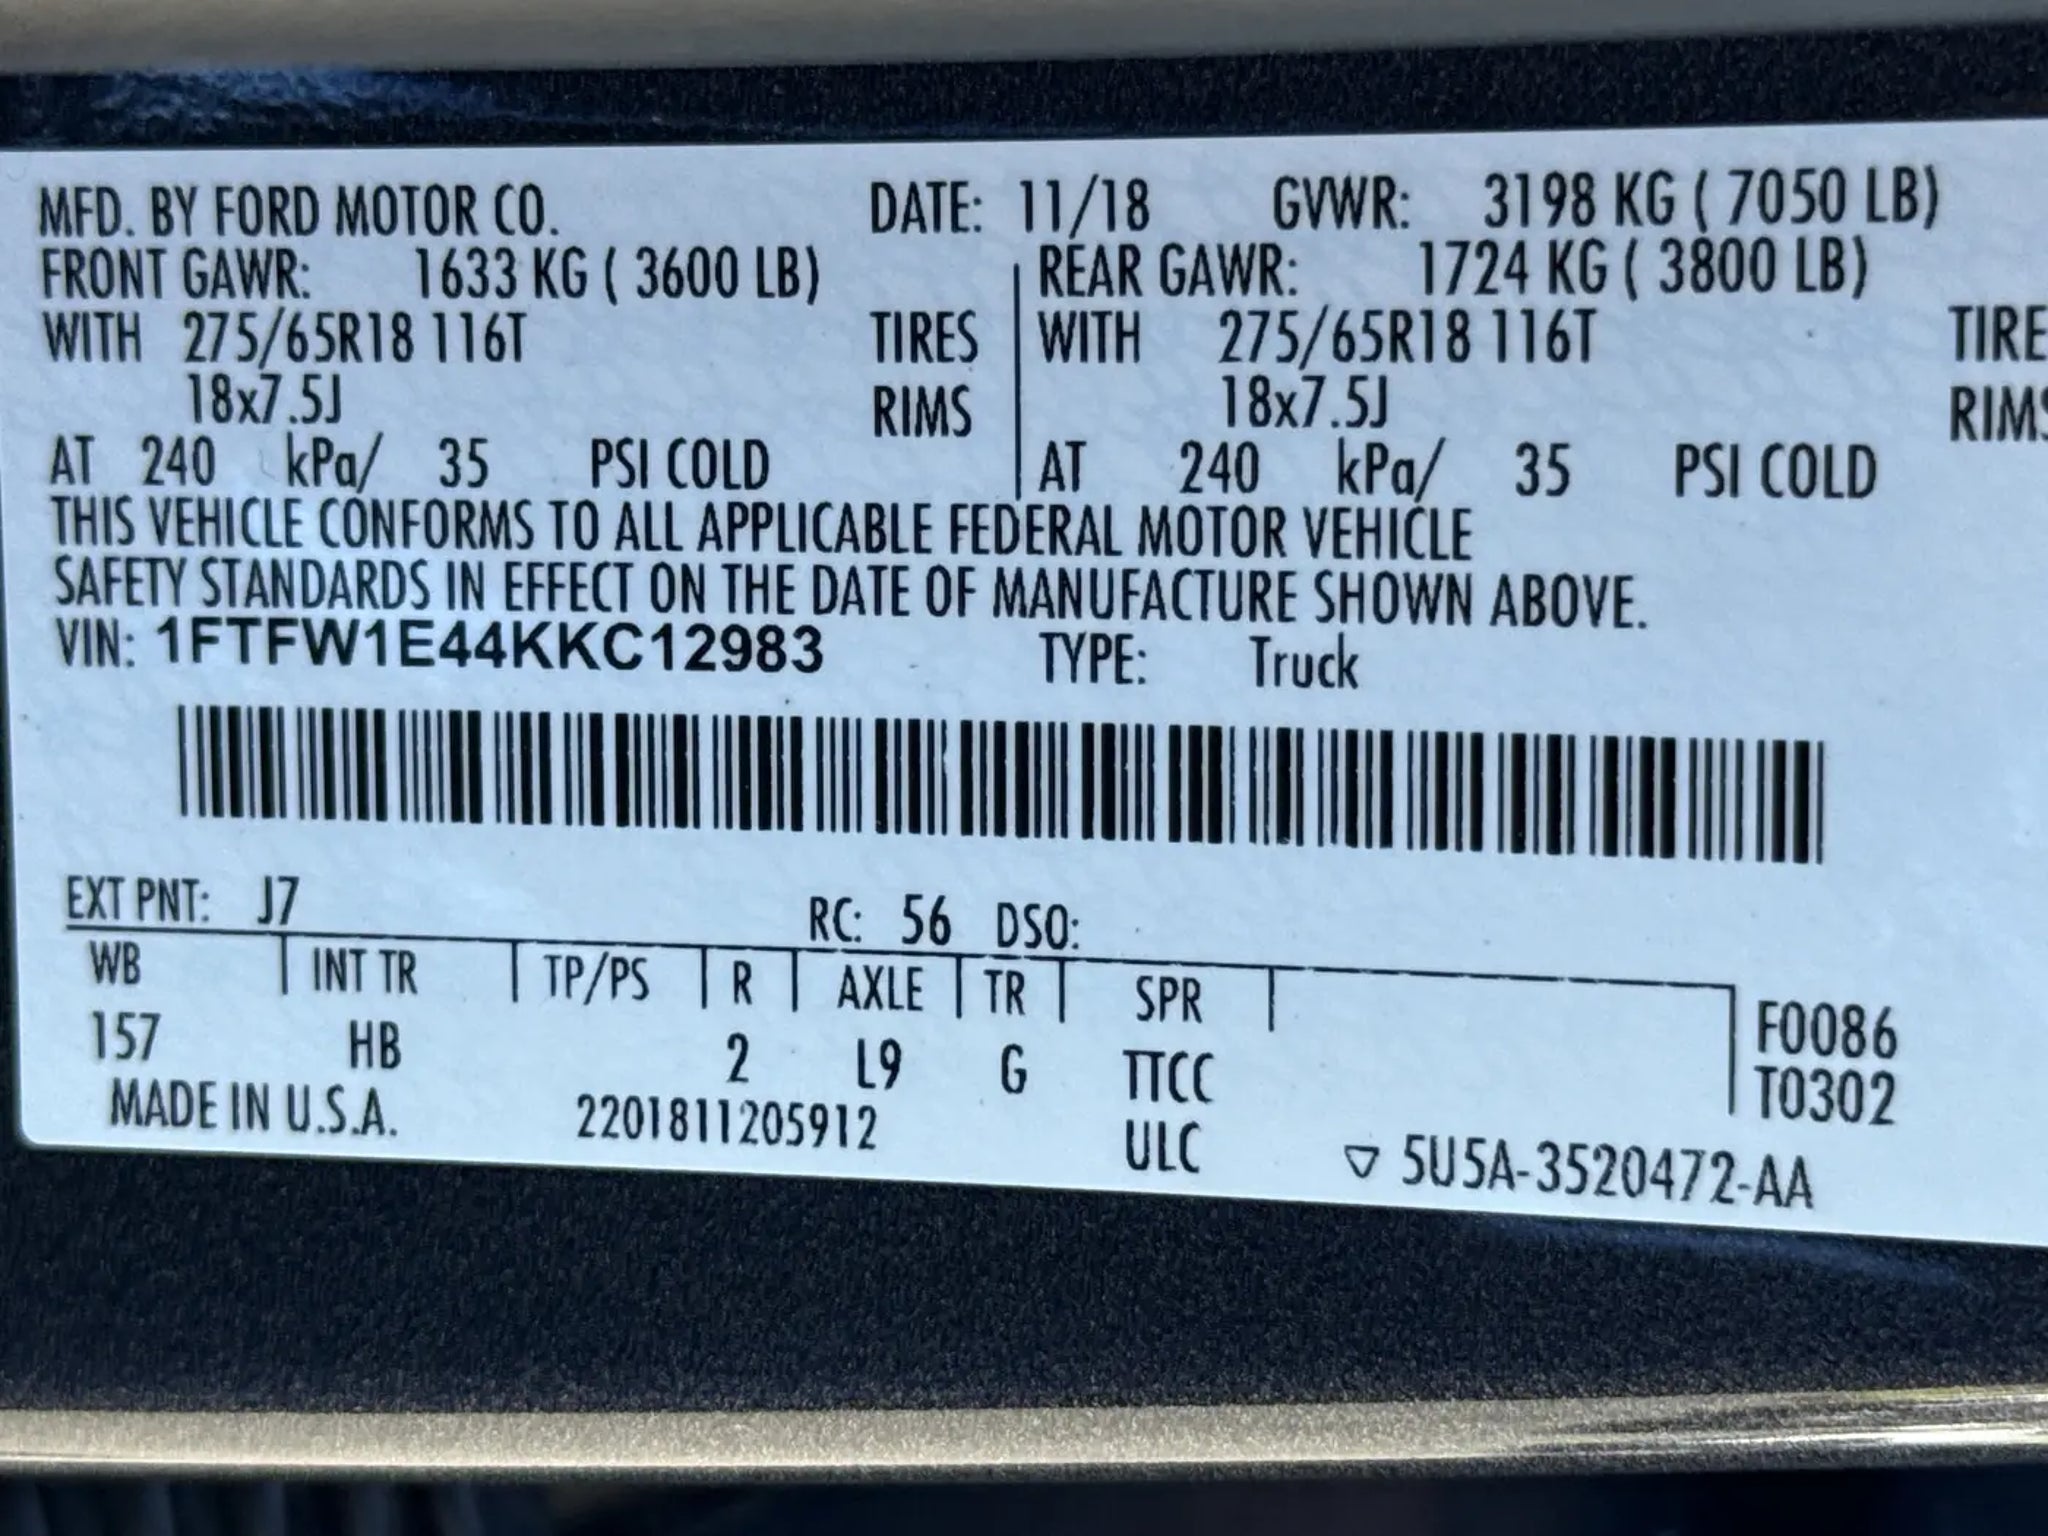 MFD. BY FORD MOTOR CO. DATE: 11/18 GVWR: 3198 KG ( 7050 LB)
FRONT GAWR: 1633 KG ( 3600 LB) REAR GAWR: 1724 KG ( 3800 LB)
WITH 275/65R18 116T TIRES WITH 275/65R18 116T TIRE
18x7.5J RIMS 18x7.5J RIMS
AT 240 kPa/ 35 PSI COLD AT 240 kPa/ 35 PSI COLD
THIS VEHICLE CONFORMS TO ALL APPLICABLE FEDERAL MOTOR VEHICLE
SAFETY STANDARDS IN EFFECT ON THE DATE OF MANUFACTURE SHOWN ABOVE.
VIN: 1FTFW1E44KKC12983 TYPE: Truck
EXT PNT: J7 RC: 56 DSO:
WB INT TR TP/PS R AXLE TR SPR F0086
157 HB 2 L9 G TTCC T0302
MADE IN U.S.A. 2201811205912 ULC ▽ 5U5A-3520472-AA